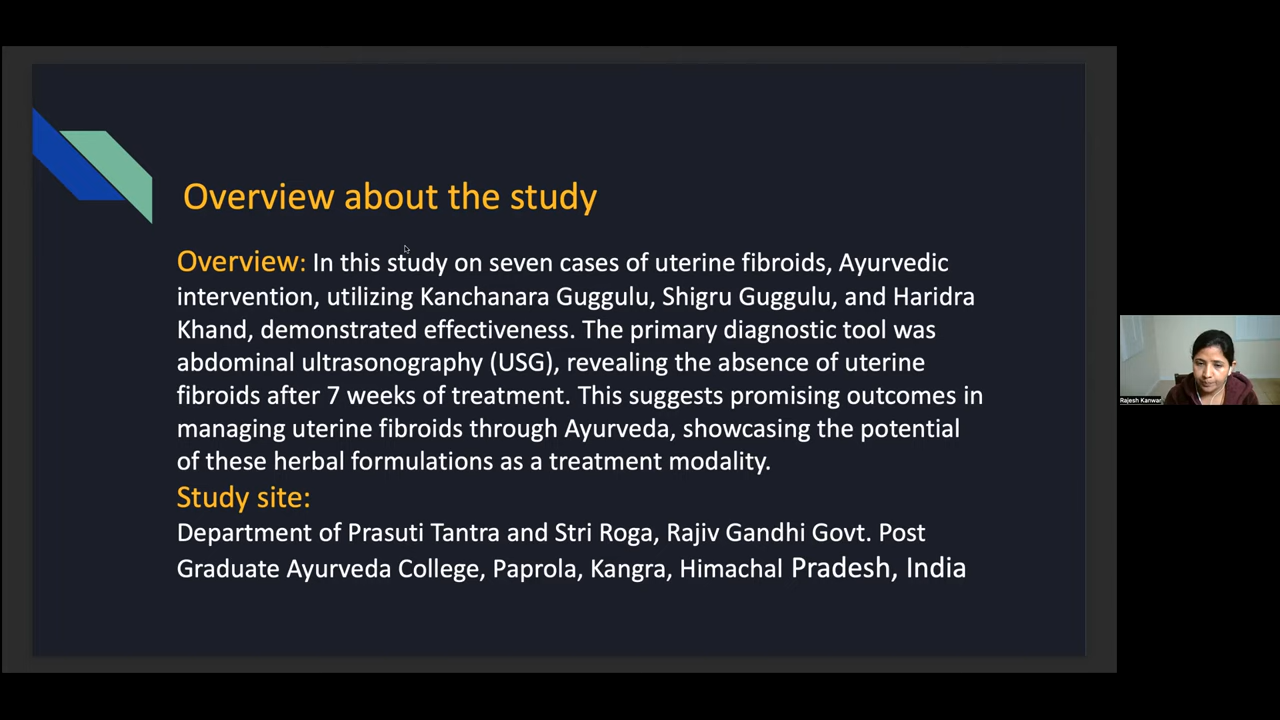 Overview about the study
Overview: In this study on seven cases of uterine fibroids, Ayurvedic
intervention, utilizing Kanchanara Guggulu, Shigru Guggulu, and Haridra
Khand, demonstrated effectiveness. The primary diagnostic tool was
abdominal ultrasonography (USG), revealing the absence of uterine
fibroids after 7 weeks of treatment. This suggests promising outcomes in
managing uterine fibroids through Ayurveda, showcasing the potential
of these herbal formulations as a treatment modality.
Study site:
Department of Prasuti Tantra and Stri Roga, Rajiv Gandhi Govt. Post
Graduate Ayurveda College, Paprola, Kangra, Himachal Pradesh, India
Rajesh Kanwar